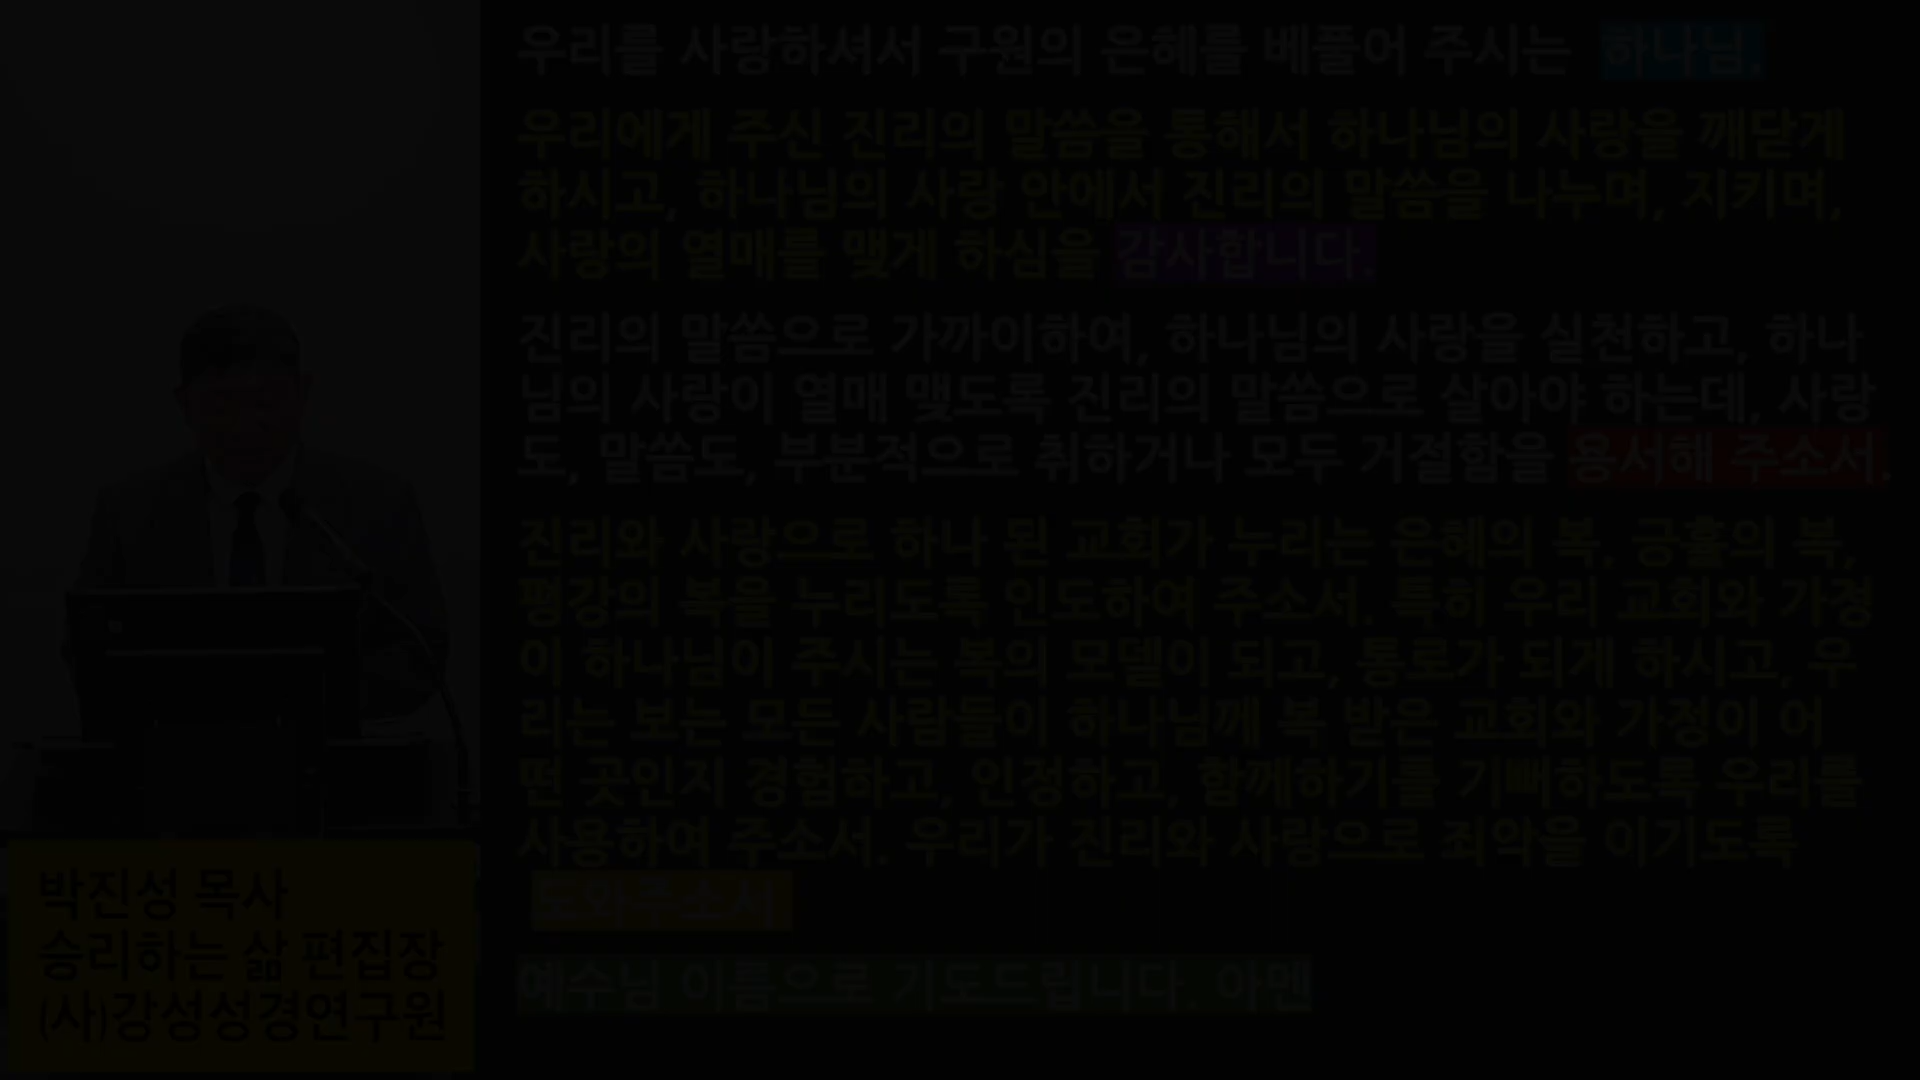 우리를 사랑하셔서 구원의 은혜를 베풀어 주시는 하나님.
우리에게 주신 진리의 말씀을 통해서 하나님의 사랑을 깨닫게
하시고, 하나님의 사랑 안에서 진리의 말씀을 나누며, 지키며,
사랑의 열매를 맺게 하심을 감사합니다.
진리의 말씀으로 가까이하여, 하나님의 사랑을 실천하고, 하나
님의 사랑이 열매 맺도록 진리의 말씀으로 살아야 하는데, 사랑
도, 말씀도, 부분적으로 취하거나 모두 거절함을 용서해 주소서.
진리와 사랑으로 하나 된 교회가 누리는 은혜의 복, 긍휼의 복,
평강의 복을 누리도록 인도하여 주소서. 특히 우리 교회와 가정
이 하나님이 주시는 복의 모델이 되고, 통로가 되게 하시고, 우
리는 보는 모든 사람들이 하나님께 복 받은 교회와 가정이 어
떤 곳인지 경험하고, 인정하고, 함께하기를 기뻐하도록 우리를
사용하여 주소서. 우리가 진리와 사랑으로 죄악을 이기도록
도와주소서
예수님 이름으로 기도드립니다. 아멘
박진성 목사
승리하는 삶 편집장
(사)강성성경연구원